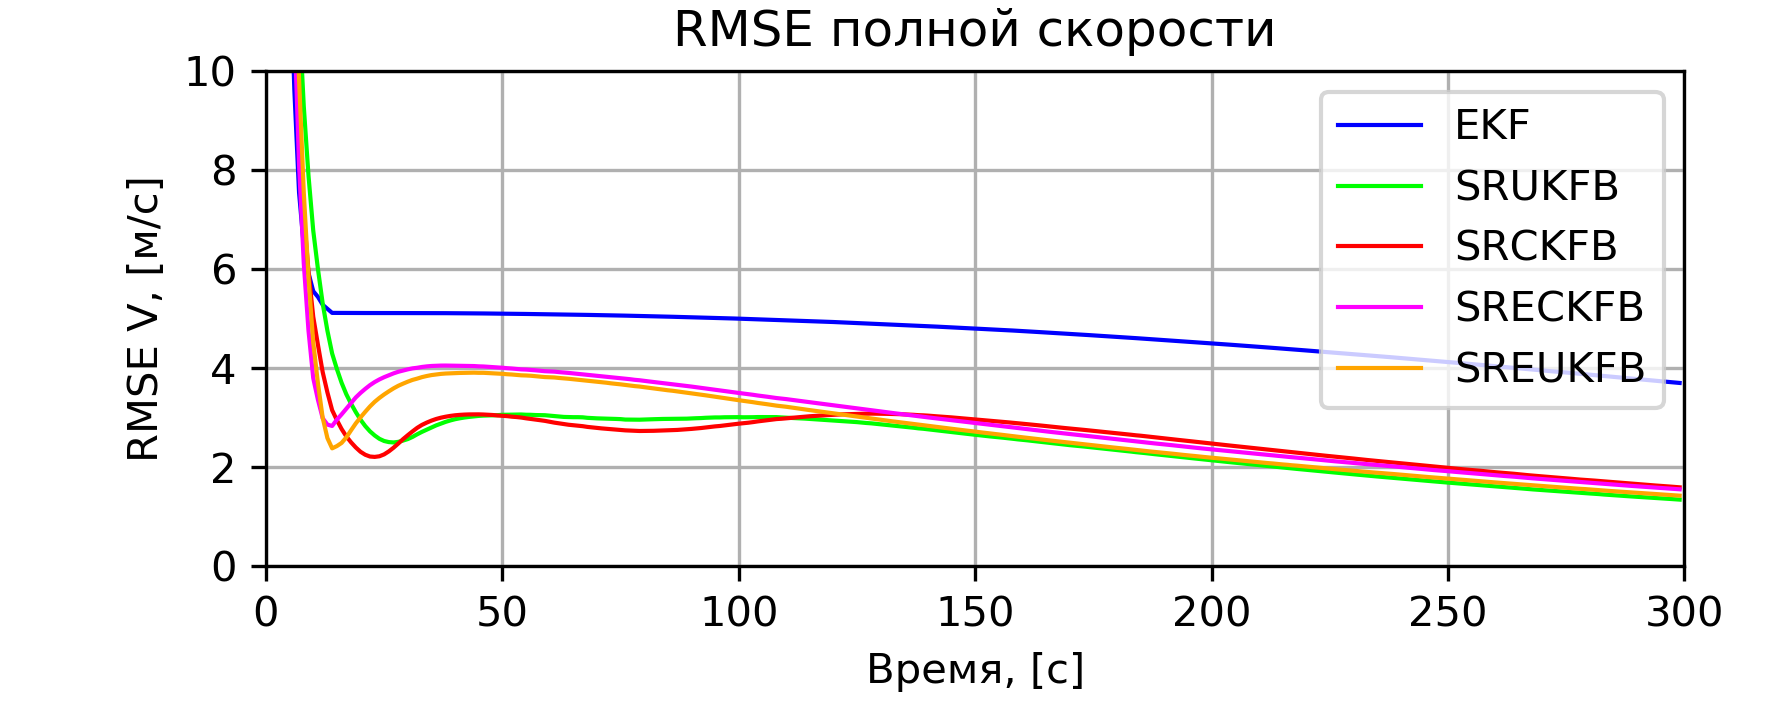 RMSE полной скорости
RMSE V, [м/с]
10
8
6
4
2
0
0 50 100 150 200 250 300
Время, [с]
EKF
SRUKFB
SRCKFB
SRECKFB
SREUKFB